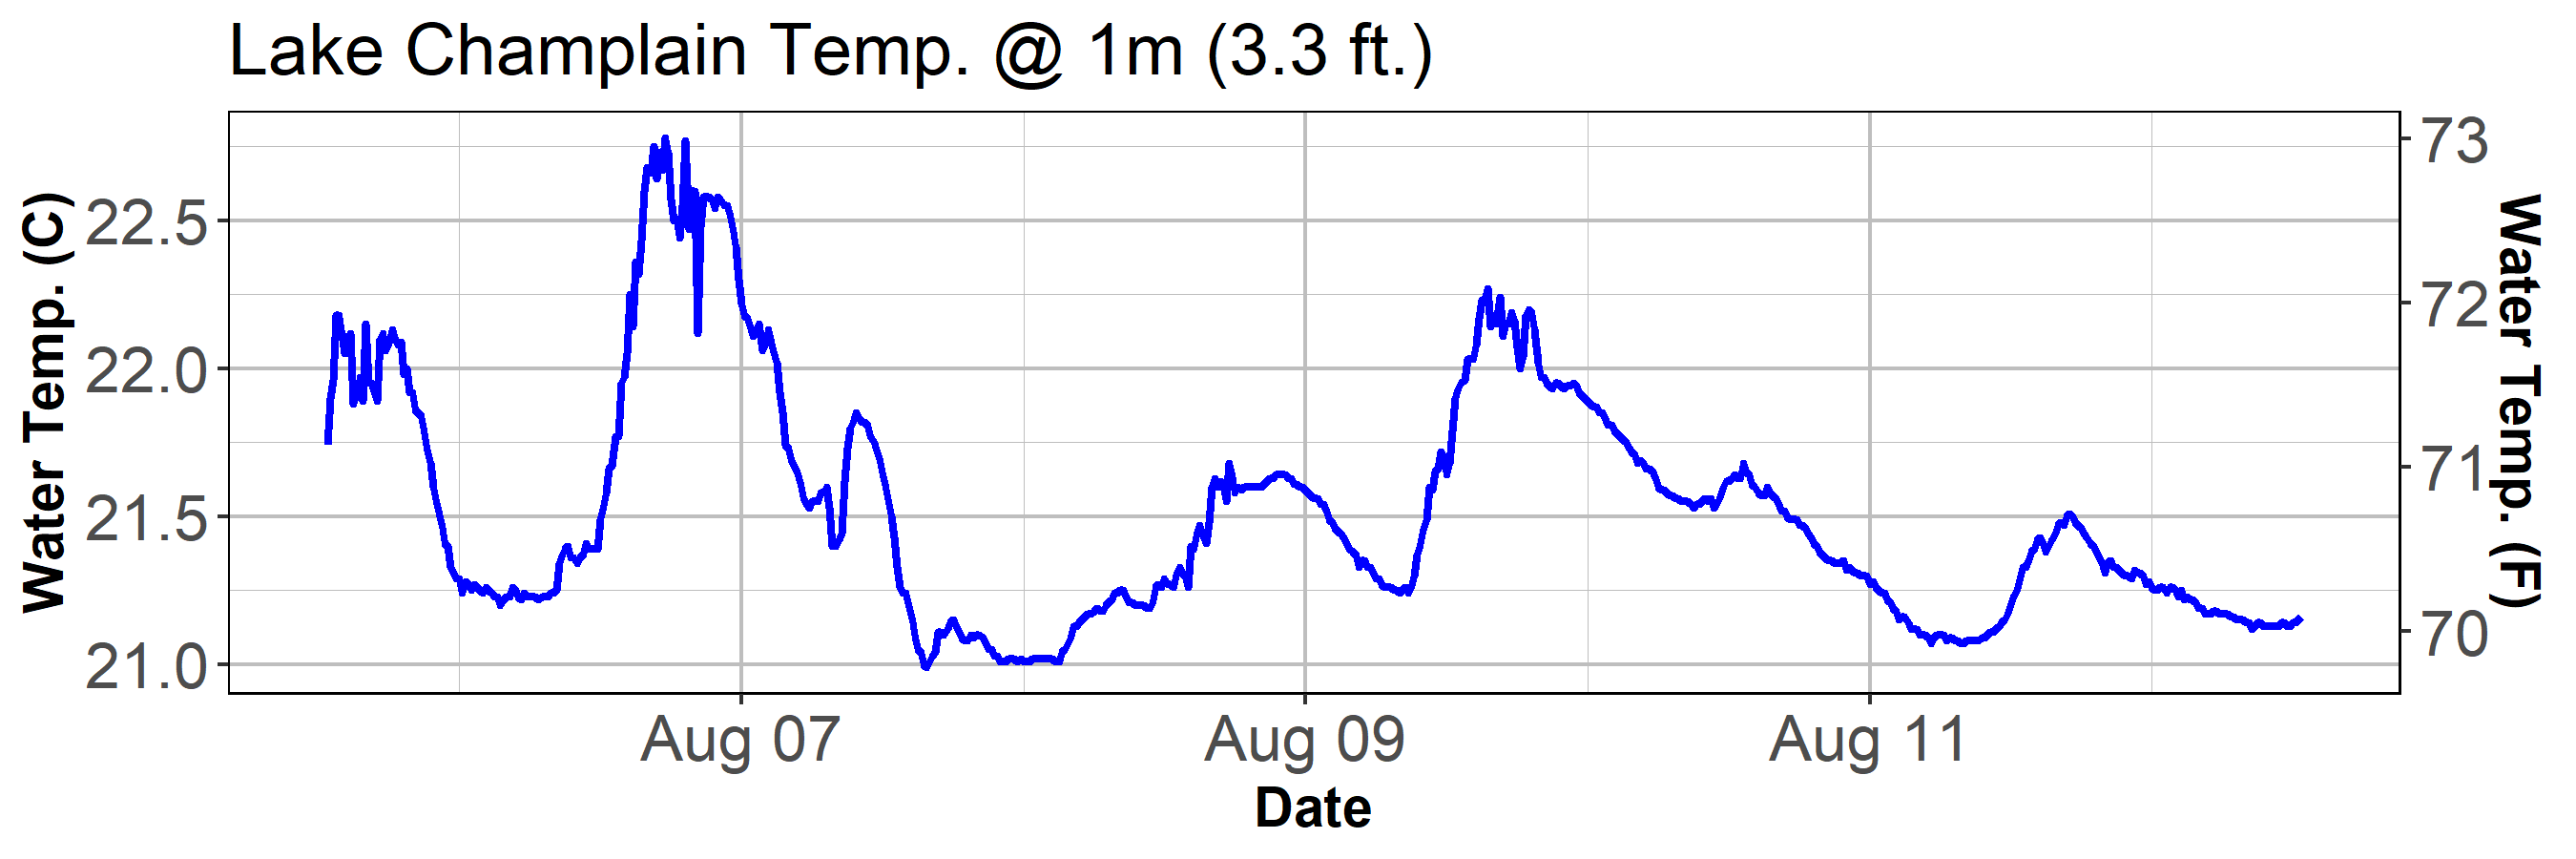 Lake Champlain Temp. @ 1m (3.3 ft.)
Water Temp. (C)
22.5
22.0
21.5
21.0
73
72
71
70
Water Temp. (F)
Aug 07
Aug 09
Aug 11
Date